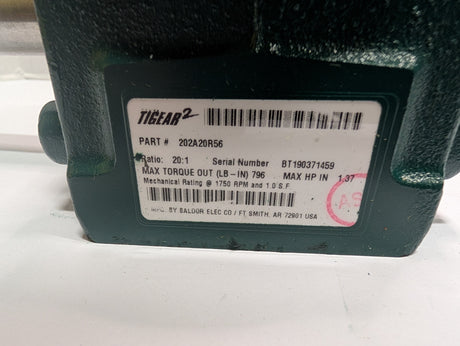 TIGEAR2
PART # 202A20R56
Ratio: 20:1 Serial Number BT190371459
MAX TORQUE OUT (LB-IN) 796 MAX HP IN 1.37
Mechanical Rating @ 1750 RPM and 1.0 S.F.
MFG. BY BALDOR ELEC CO / FT SMITH, AR 72901 USA